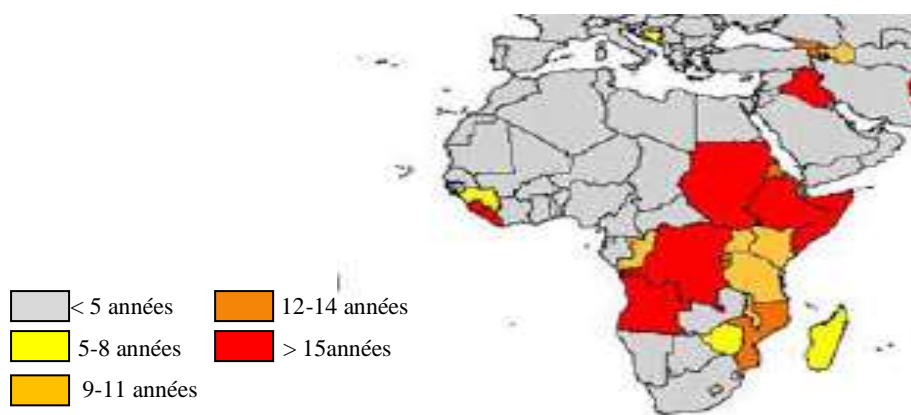 < 5 années
12-14 années
5-8 années
> 15années
9-11 années